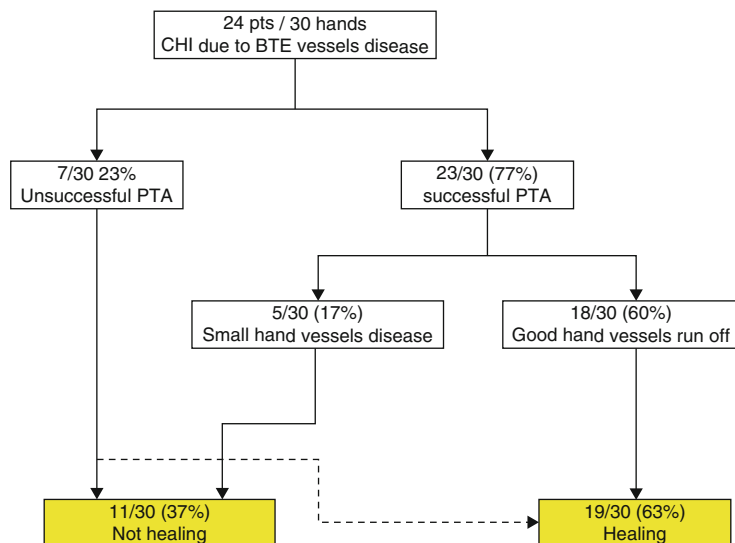 24 pts / 30 hands
CHI due to BTE vessels disease
7/30 23%
Unsuccessful PTA
23/30 (77%)
successful PTA
5/30 (17%)
Small hand vessels disease
18/30 (60%)
Good hand vessels run off
11/30 (37%)
Not healing
19/30 (63%)
Healing